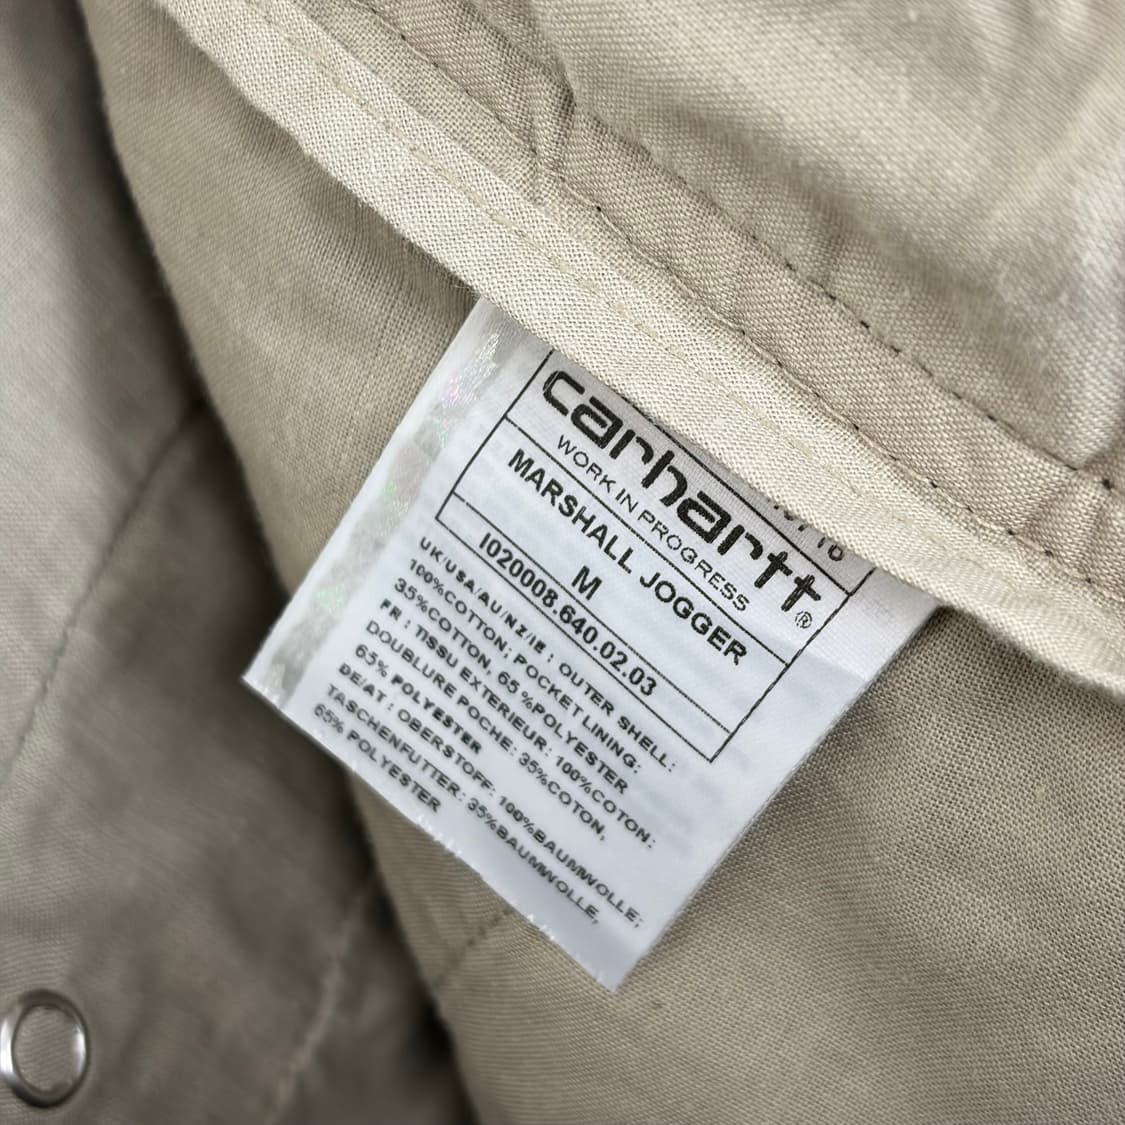 carhartt®
WORK IN PROGRESS
MARSHALL JOGGER
M
I020008.640.02.03
UK/USA/AU/NZ/IE : OUTER SHELL:
100%COTTON; POCKET LINING:
35%COTTON, 65 %POLYESTER
FR : TISSU EXTERIEUR: 100%COTON:
DOUBLURE POCHE: 35%COTON,
65% POLYESTER
DE/AT : OBERSTOFF: 100%BAUMWOLLE;
TASCHENFUTTER: 35%BAUMWOLLE,
65% POLYESTER